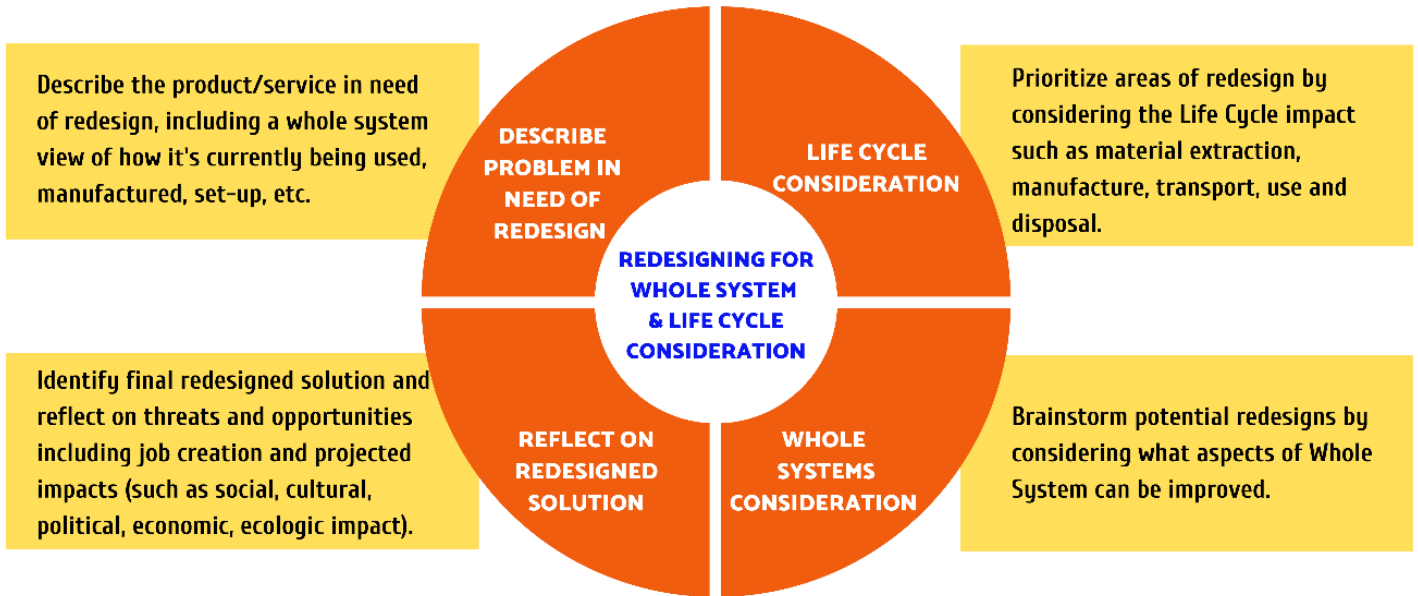 Describe the product/service in need
of redesign, including a whole system
view of how it's currently being used,
manufactured, set-up, etc.
DESCRIBE
PROBLEM IN
NEED OF
REDESIGN
LIFE CYCLE
CONSIDERATION
Prioritize areas of redesign by
considering the Life Cycle impact
such as material extraction,
manufacture, transport, use and
disposal.
REDESIGNING FOR
WHOLE SYSTEM
& LIFE CYCLE
CONSIDERATION
Identify final redesigned solution and
reflect on threats and opportunities
including job creation and projected
impacts (such as social, cultural,
political, economic, ecologic impact).
REFLECT ON
REDESIGNED
SOLUTION
WHOLE
SYSTEMS
CONSIDERATION
Brainstorm potential redesigns by
considering what aspects of Whole
System can be improved.